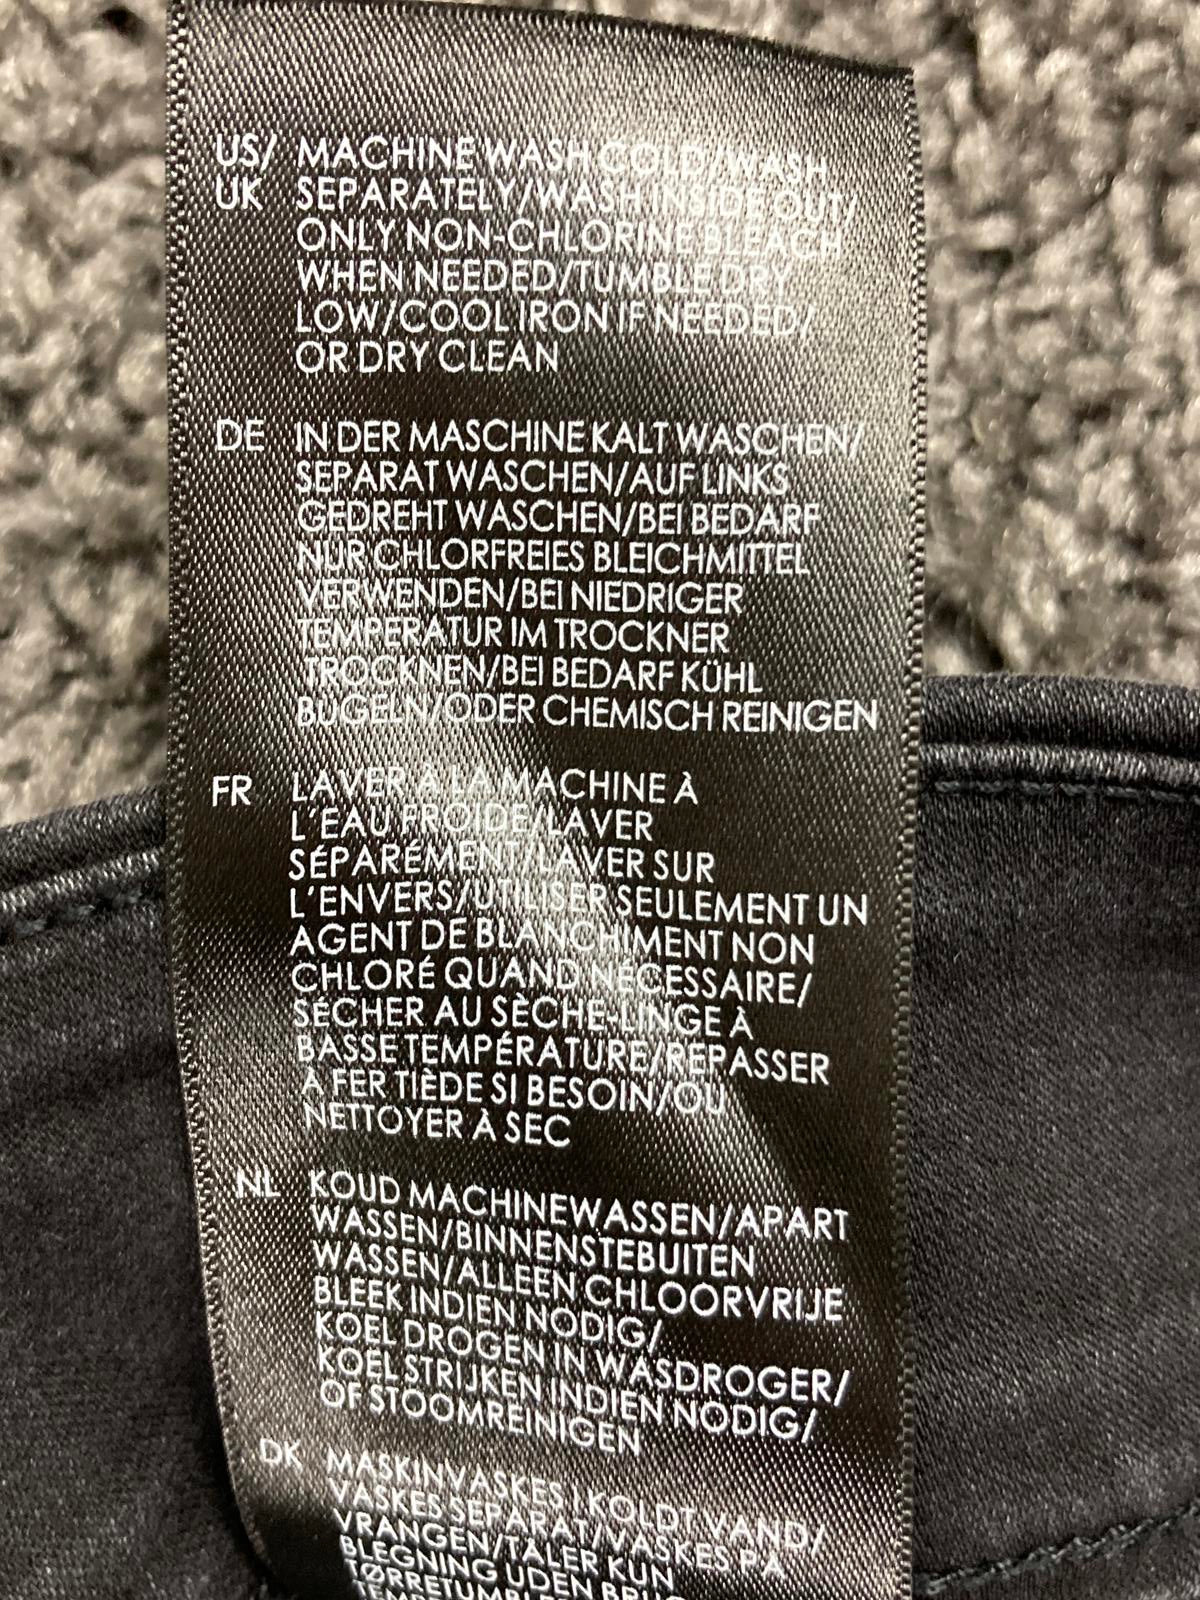 US/ MACHINE WASH COLD/WASH
UK SEPARATELY/WASH INSIDE OUT/
ONLY NON-CHLORINE BLEACH
WHEN NEEDED/TUMBLE DRY
LOW/COOL IRON IF NEEDED/
OR DRY CLEAN
DE IN DER MASCHINE KALT WASCHEN/
SEPARAT WASCHEN/AUF LINKS
GEDREHT WASCHEN/BEI BEDARF
NUR CHLORFREIES BLEICHMITTEL
VERWENDEN/BEI NIEDRIGER
TEMPERATUR IM TROCKNER
TROCKNEN/BEI BEDARF KÜHL
BÜGELN/ODER CHEMISCH REINIGEN
FR LAVER À LA MACHINE À
L'EAU FROIDE/LAVER
SÉPARÉMENT/LAVER SUR
L'ENVERS/UTILISER SEULEMENT UN
AGENT DE BLANCHIMENT NON
CHLORÉ QUAND NÉCESSAIRE/
SÉCHER AU SÈCHE-LINGE À
BASSE TEMPÉRATURE/REPASSER
À FER TIÈDE SI BESOIN/OU
NETTOYER À SEC
NL KOUD MACHINEWASSEN/APART
WASSEN/BINNENSTEBUITEN
WASSEN/ALLEEN CHLOORVRIJE
BLEEK INDIEN NODIG/
KOEL DROGEN IN WASDROGER/
KOEL STRIJKEN INDIEN NODIG/
OF STOOMREINIGEN
DK MASKINVASKES I KOLDT VAND/
VASKES SEPARAT/VASKES PÅ
VRANGEN/TÅLER KUN
BLEGNING UDEN